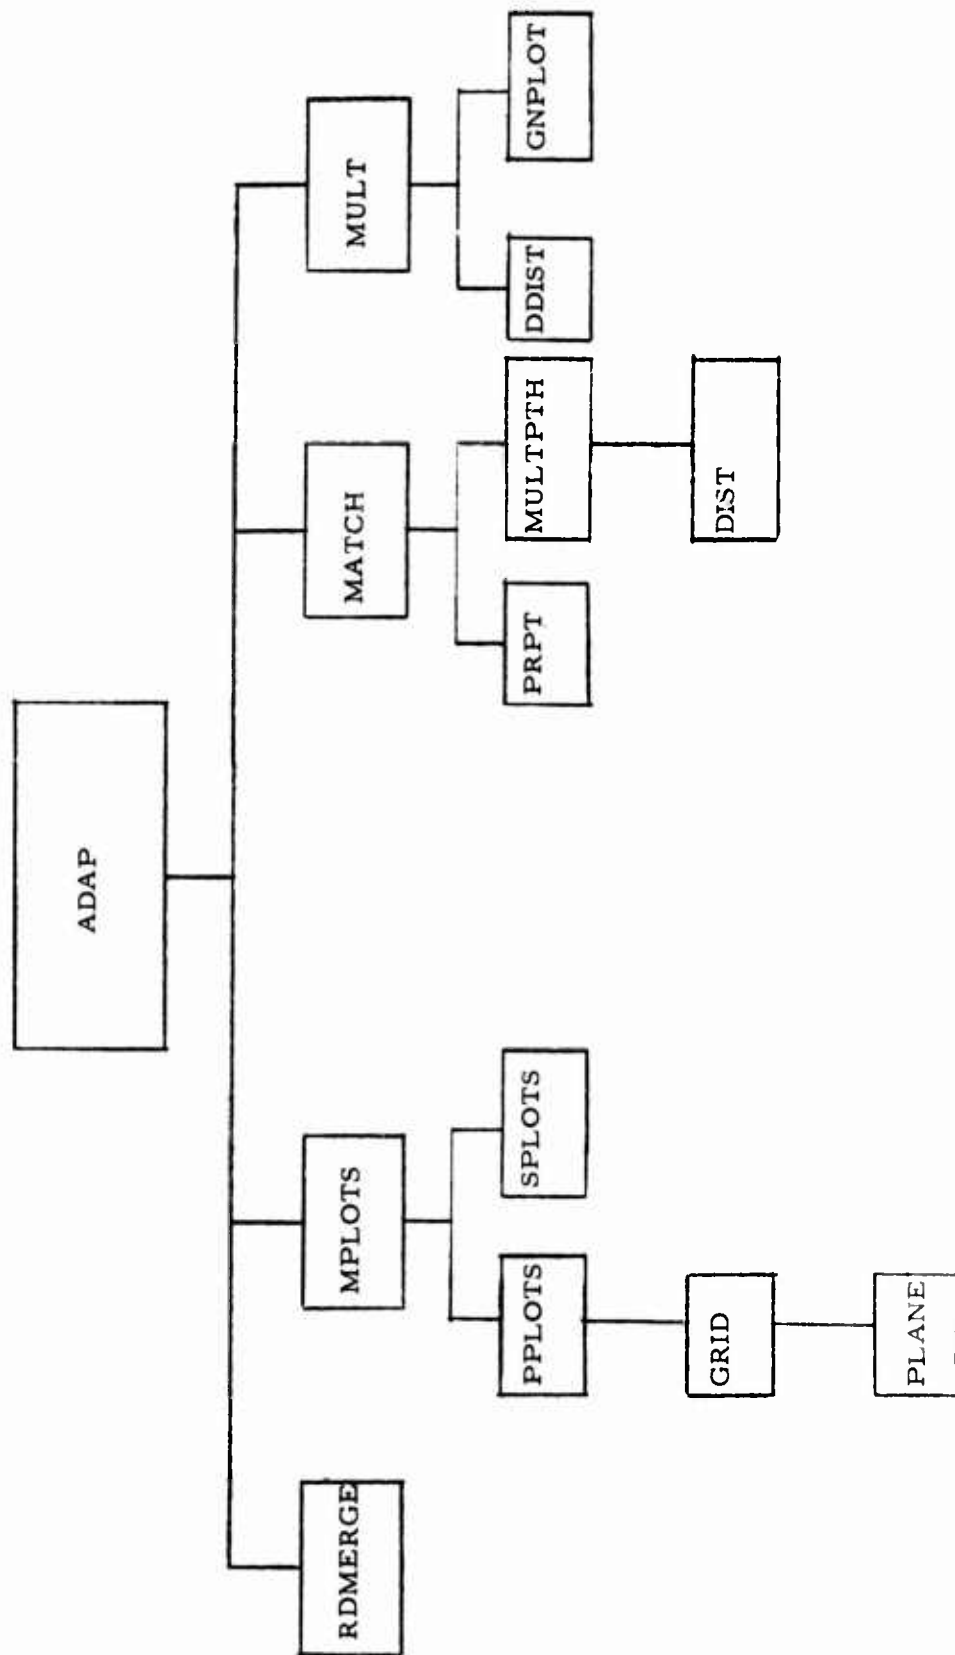 ADAP
RDMERGE
MPLOTS
MATCH
MULT
PPLOTS
SPLOTS
PRPT
MULTPTH
DDIST
GNPLOT
GRID
DIST
PLANE